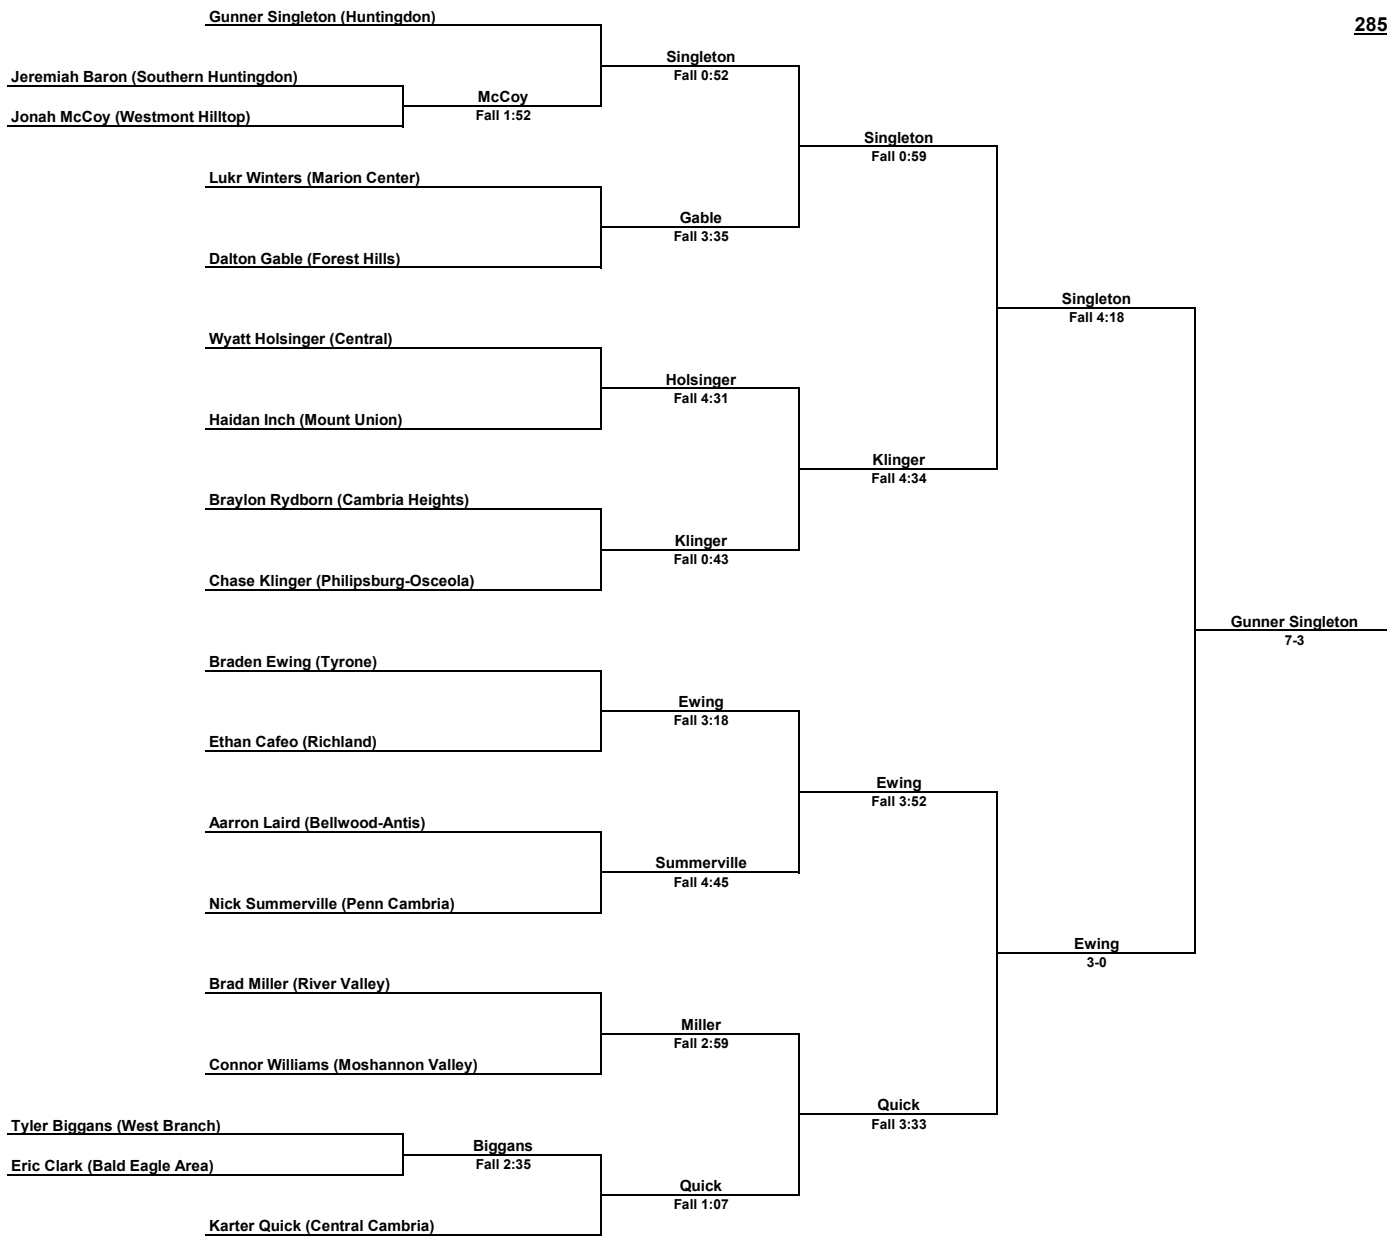 Gunner Singleton (Huntingdon)
285
Singleton
Fall 0:52
Jeremiah Baron (Southern Huntingdon)
McCoy
Fall 1:52
Jonah McCoy (Westmont Hilltop)
Singleton
Fall 0:59
Lukr Winters (Marion Center)
Gable
Fall 3:35
Dalton Gable (Forest Hills)
Singleton
Fall 4:18
Wyatt Holsinger (Central)
Holsinger
Fall 4:31
Haidan Inch (Mount Union)
Klinger
Fall 4:34
Braylon Rydborn (Cambria Heights)
Klinger
Fall 0:43
Chase Klinger (Philipsburg-Osceola)
Gunner Singleton
7-3
Braden Ewing (Tyrone)
Ewing
Fall 3:18
Ethan Cafeo (Richland)
Ewing
Fall 3:52
Aarron Laird (Bellwood-Antis)
Summerville
Fall 4:45
Nick Summerville (Penn Cambria)
Ewing
3-0
Brad Miller (River Valley)
Miller
Fall 2:59
Connor Williams (Moshannon Valley)
Quick
Fall 3:33
Tyler Biggans (West Branch)
Biggans
Fall 2:35
Eric Clark (Bald Eagle Area)
Quick
Fall 1:07
Karter Quick (Central Cambria)